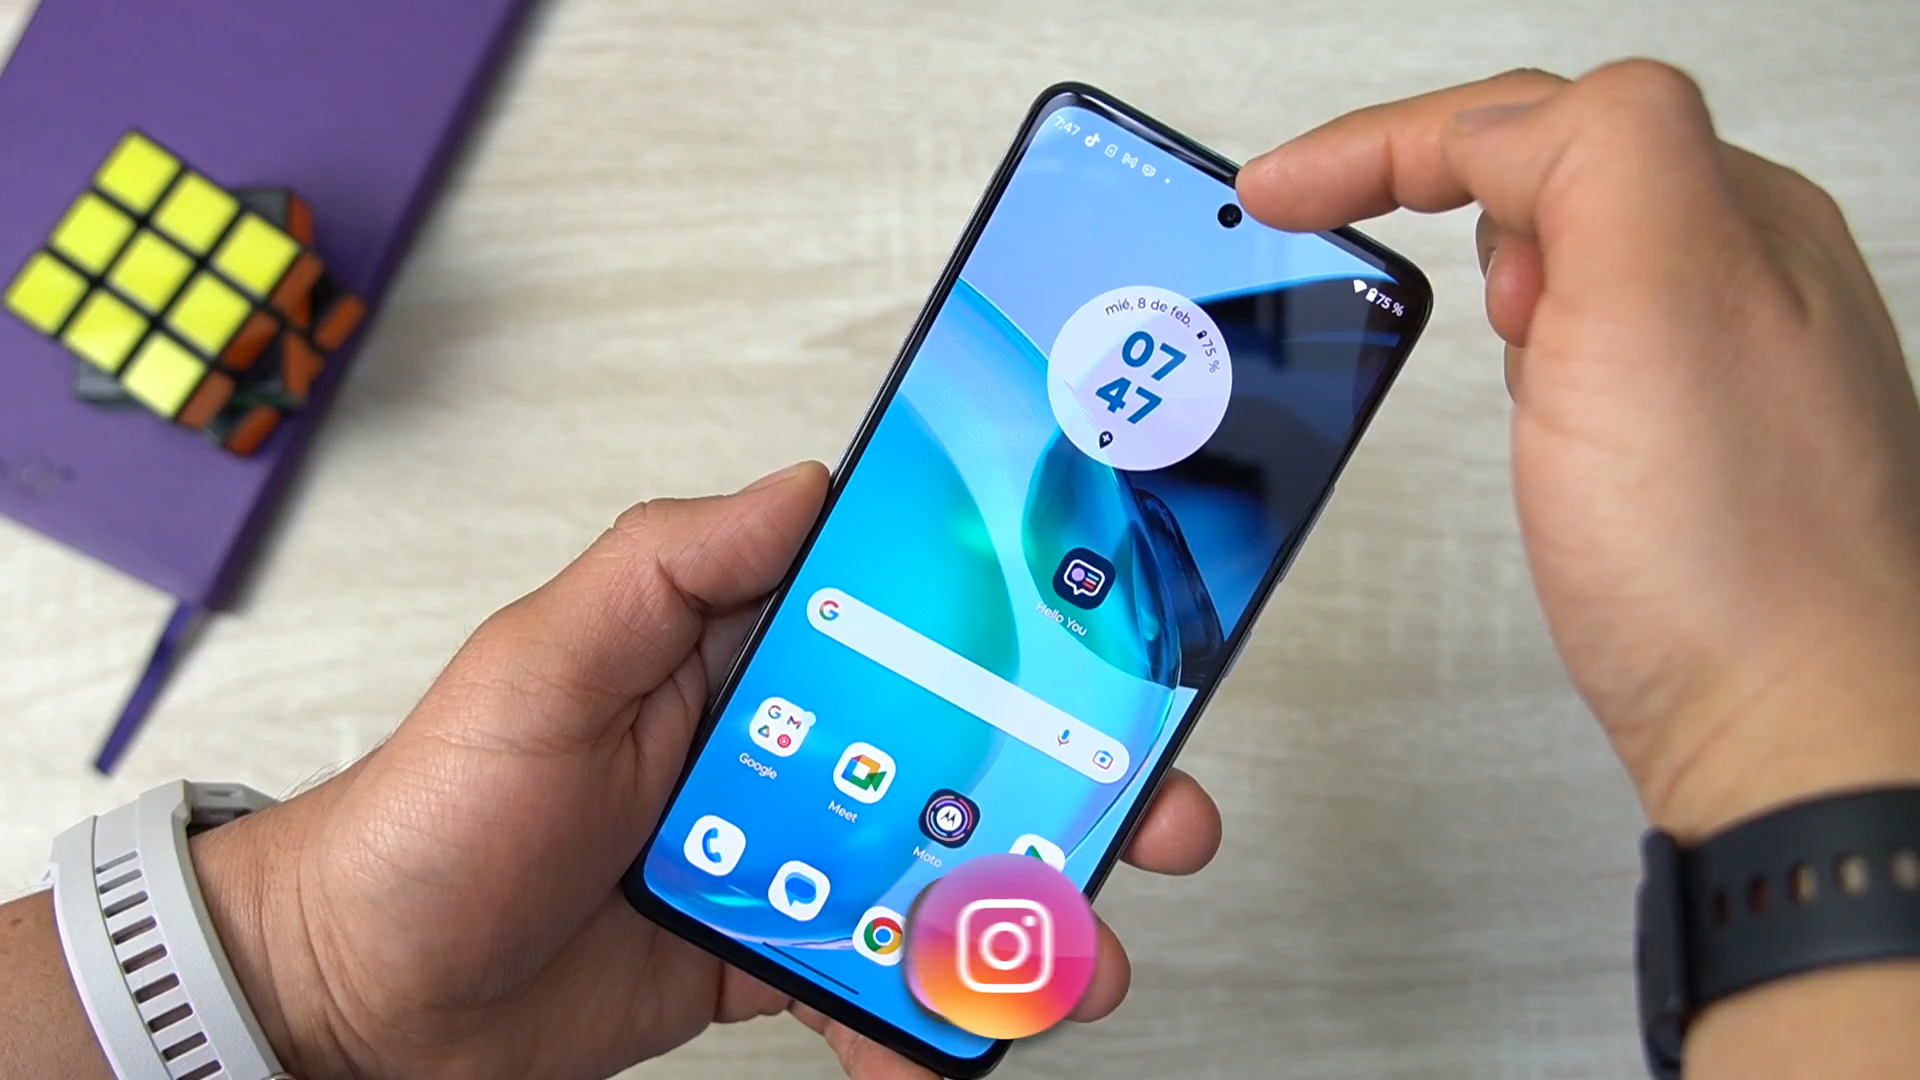 7:47
75 %
mié, 8 de feb. 75 %
07
47
Hello You
G
G M
Google
Meet
Moto